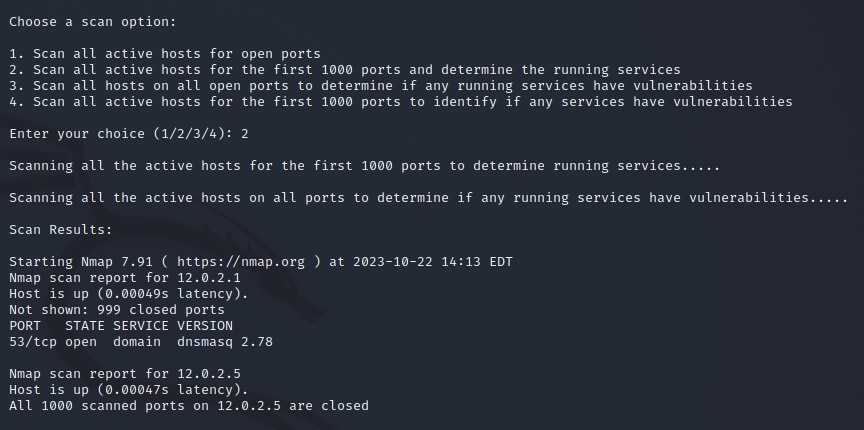 Choose a scan option:
1. Scan all active hosts for open ports
2. Scan all active hosts for the first 1000 ports and determine the running services
3. Scan all hosts on all open ports to determine if any running services have vulnerabilities
4. Scan all active hosts for the first 1000 ports to identify if any services have vulnerabilities
Enter your choice (1/2/3/4): 2
Scanning all the active hosts for the first 1000 ports to determine running services.....
Scanning all the active hosts on all ports to determine if any running services have vulnerabilities.....
Scan Results:
Starting Nmap 7.91 ( https://nmap.org ) at 2023-10-22 14:13 EDT
Nmap scan report for 12.0.2.1
Host is up (0.00049s latency).
Not shown: 999 closed ports
PORT   STATE SERVICE VERSION
53/tcp open  domain  dnsmasq 2.78
Nmap scan report for 12.0.2.5
Host is up (0.00047s latency).
All 1000 scanned ports on 12.0.2.5 are closed